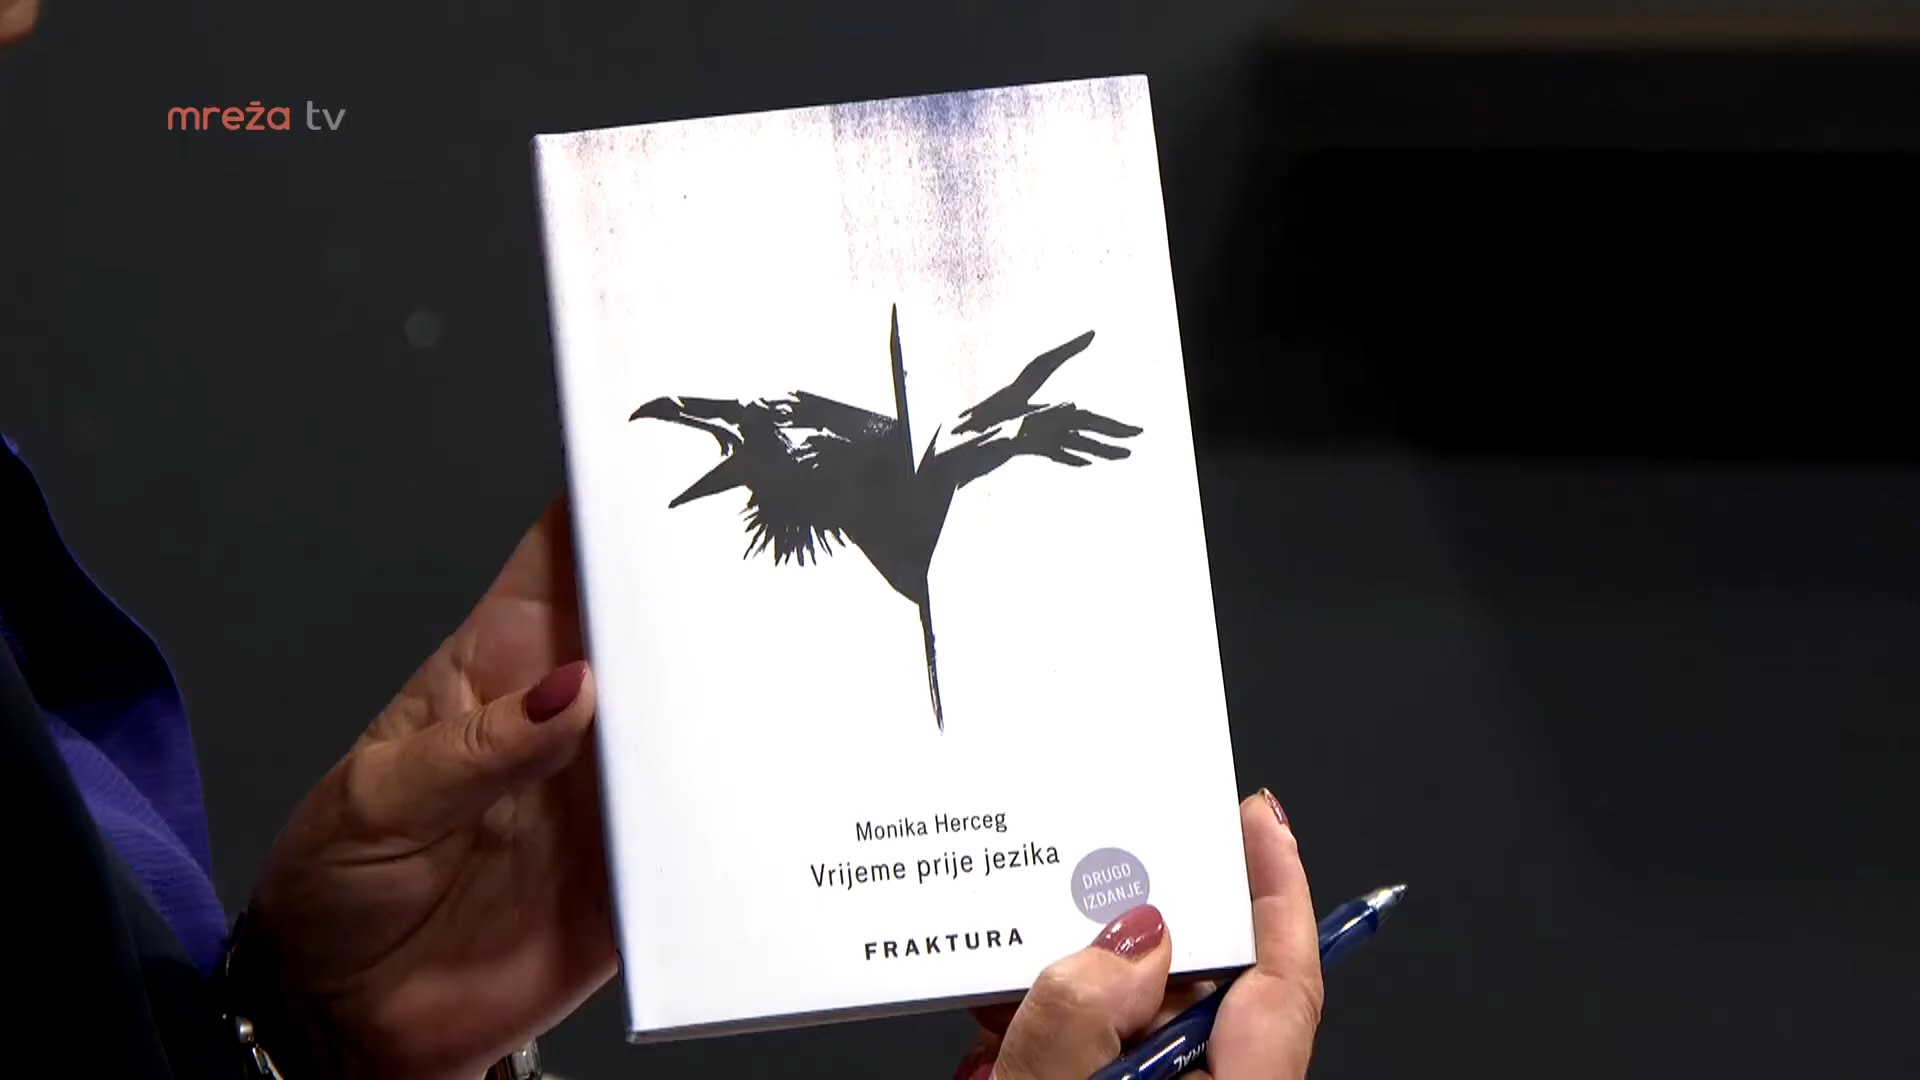 mreža tv
Monika Herceg
Vrijeme prije jezika
DRUGO
IZDANJE
FRAKTURA